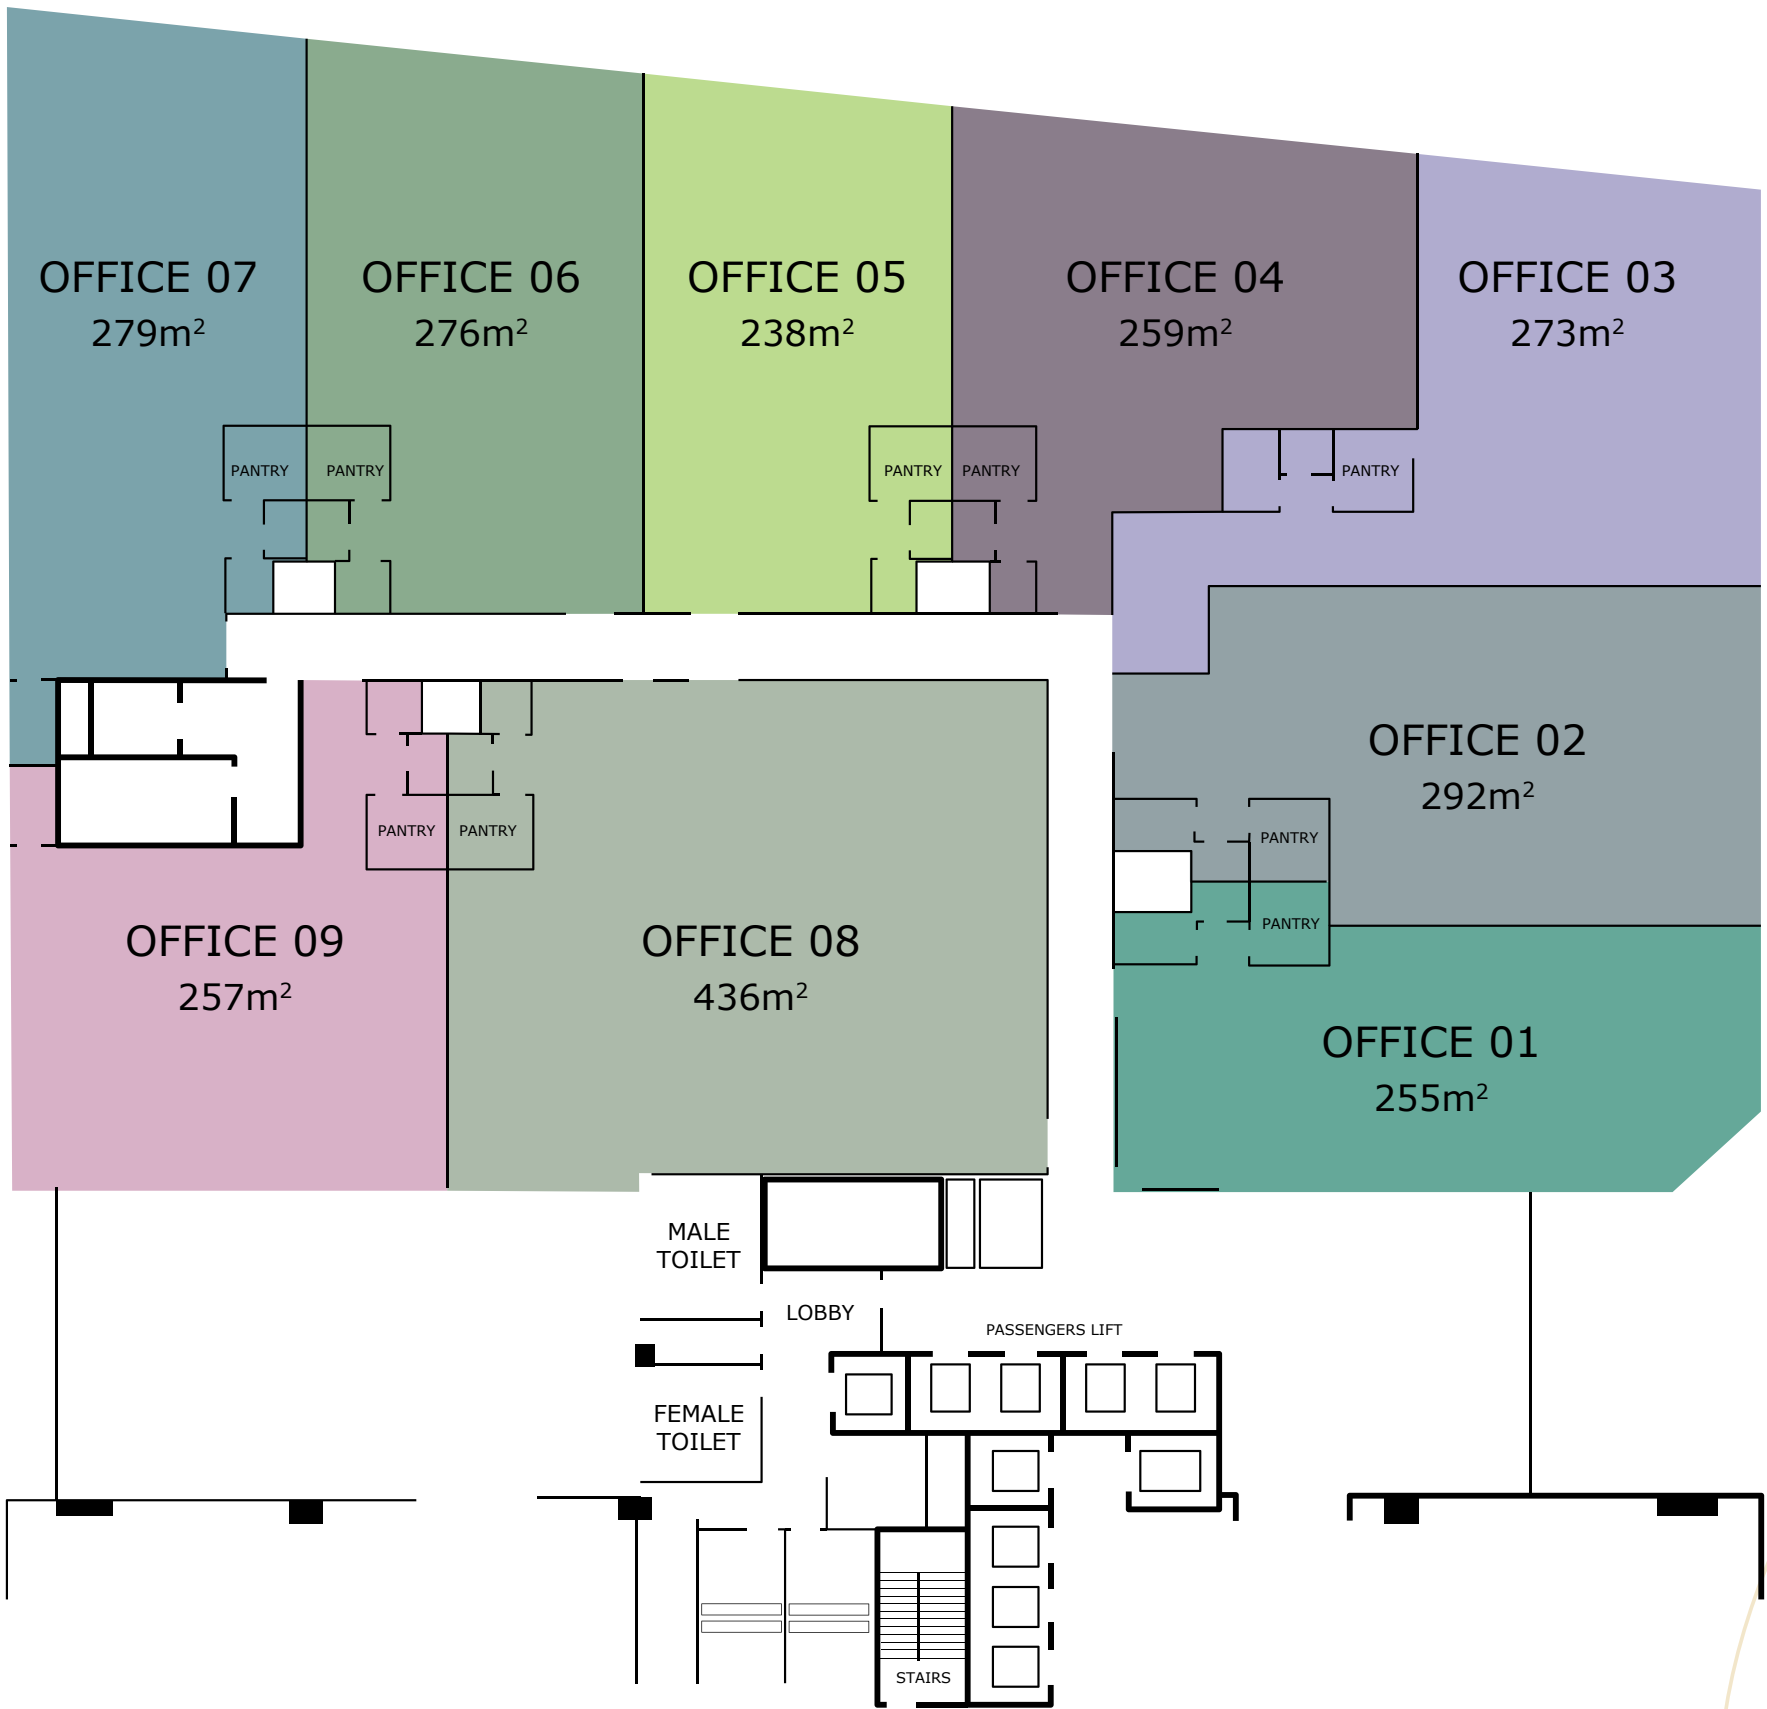 OFFICE 07
279m²
OFFICE 06
276m²
OFFICE 05
238m²
OFFICE 04
259m²
OFFICE 03
273m²
PANTRY
PANTRY
PANTRY
PANTRY
PANTRY
OFFICE 02
292m²
PANTRY
PANTRY
PANTRY
PANTRY
OFFICE 09
257m²
OFFICE 08
436m²
OFFICE 01
255m²
MALE
TOILET
LOBBY
PASSENGERS LIFT
FEMALE
TOILET
STAIRS